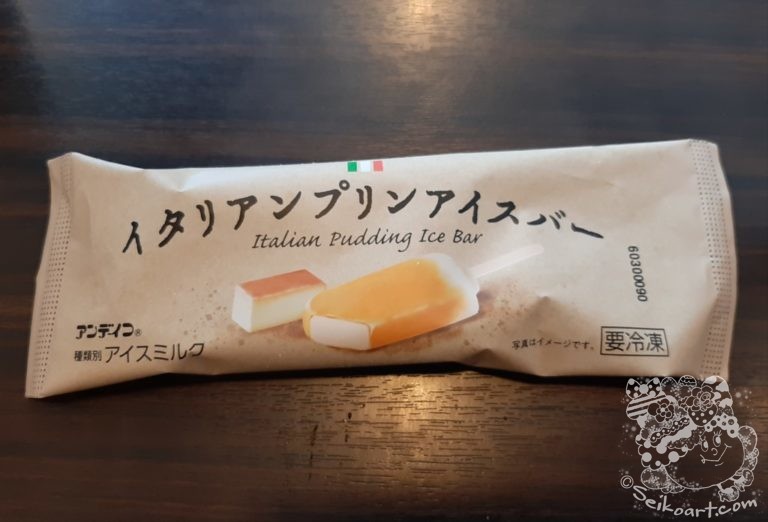 イタリアンプリンアイスバー
Italian Pudding Ice Bar
60300090
アンデイコ®
種類別 アイスミルク
写真はイメージです。
要冷凍
©Seikoart.com